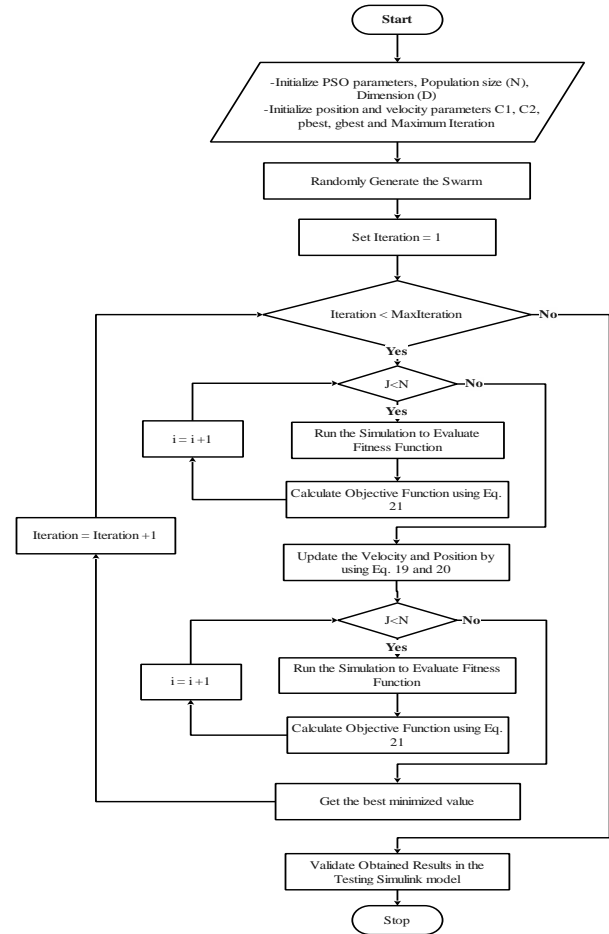 Start
-Initialize PSO parameters, Population size (N),
Dimension (D)
-Initialize position and velocity parameters C1, C2,
pbest, gbest and Maximum Iteration
Randomly Generate the Swarm
Set Iteration = 1
Iteration < MaxIteration
No
Yes
J<N
No
Yes
i = i +1
Run the Simulation to Evaluate
Fitness Function
Calculate Objective Function using Eq.
21
Iteration = Iteration +1
Update the Velocity and Position by
using Eq. 19 and 20
J<N
No
Yes
i = i +1
Run the Simulation to Evaluate Fitness
Function
Calculate Objective Function using Eq.
21
Get the best minimized value
Validate Obtained Results in the
Testing Simulink model
Stop